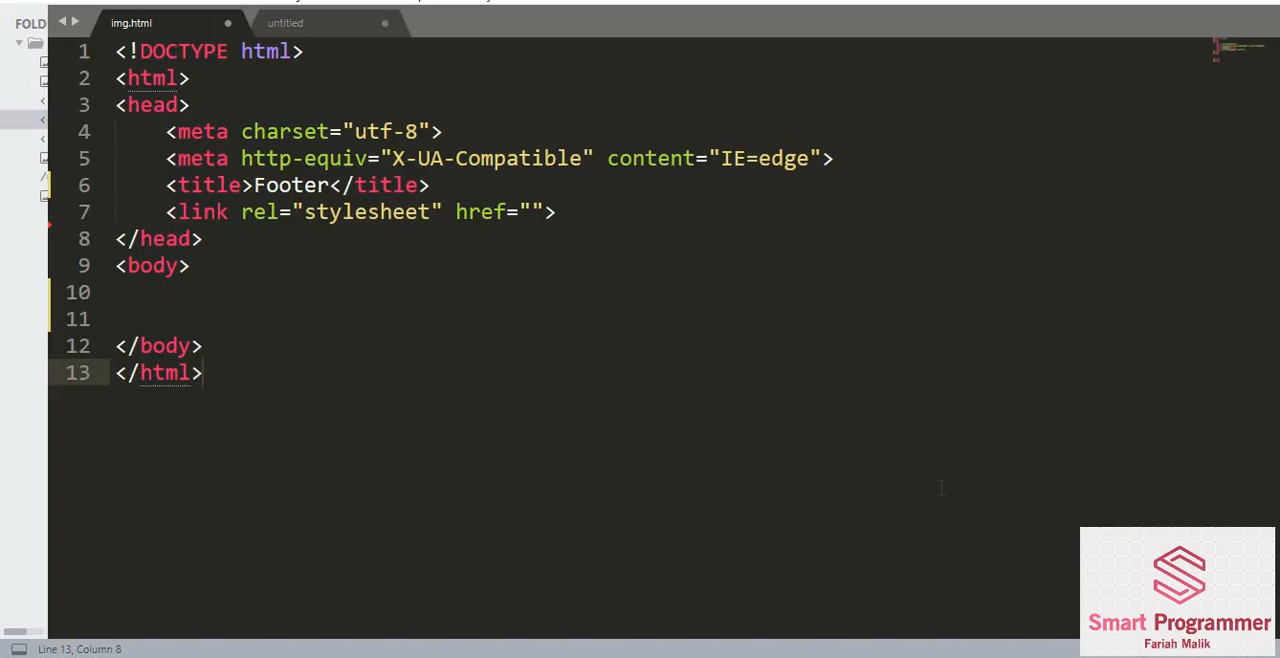 FOLD
img.html
untitled
1 <!DOCTYPE html>
2 <html>
3 <head>
4 <meta charset="utf-8">
5 <meta http-equiv="X-UA-Compatible" content="IE=edge">
6 <title>Footer</title>
7 <link rel="stylesheet" href="">
8 </head>
9 <body>
10
11
12 </body>
13 </html>
Smart Programmer
Fariah Malik
Line 13, Column 8